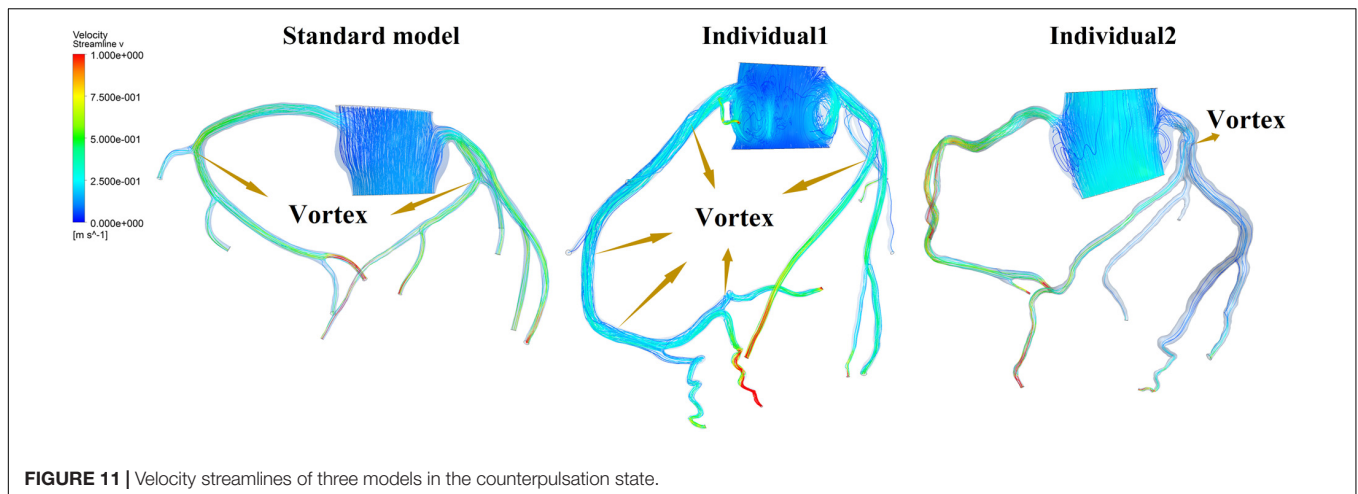 Velocity
Streamline v
1.000e+000
7.500e-001
5.000e-001
2.500e-001
0.000e+000
[m s^-1]
Standard model
Vortex
Individual1
Vortex
Individual2
Vortex
FIGURE 11 | Velocity streamlines of three models in the counterpulsation state.